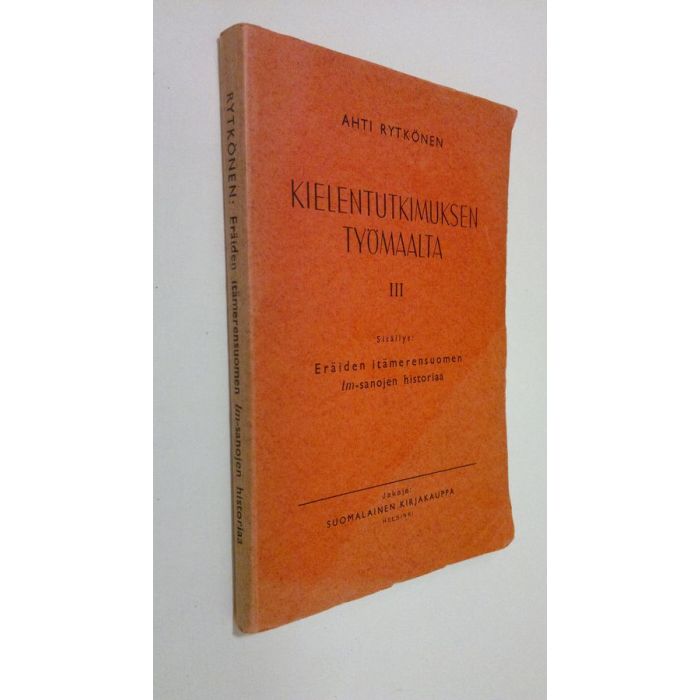 RYTKÖNEN: Eräiden itämerensuomen lm-sanojen historiaa
AHTI RYTKÖNEN
KIELENTUTKIMUKSEN
TYÖMAALTA
III
Sisällys:
Eräiden itämerensuomen
lm-sanojen historiaa
Jakaja:
SUOMALAINEN KIRJAKAUPPA
HELSINKI